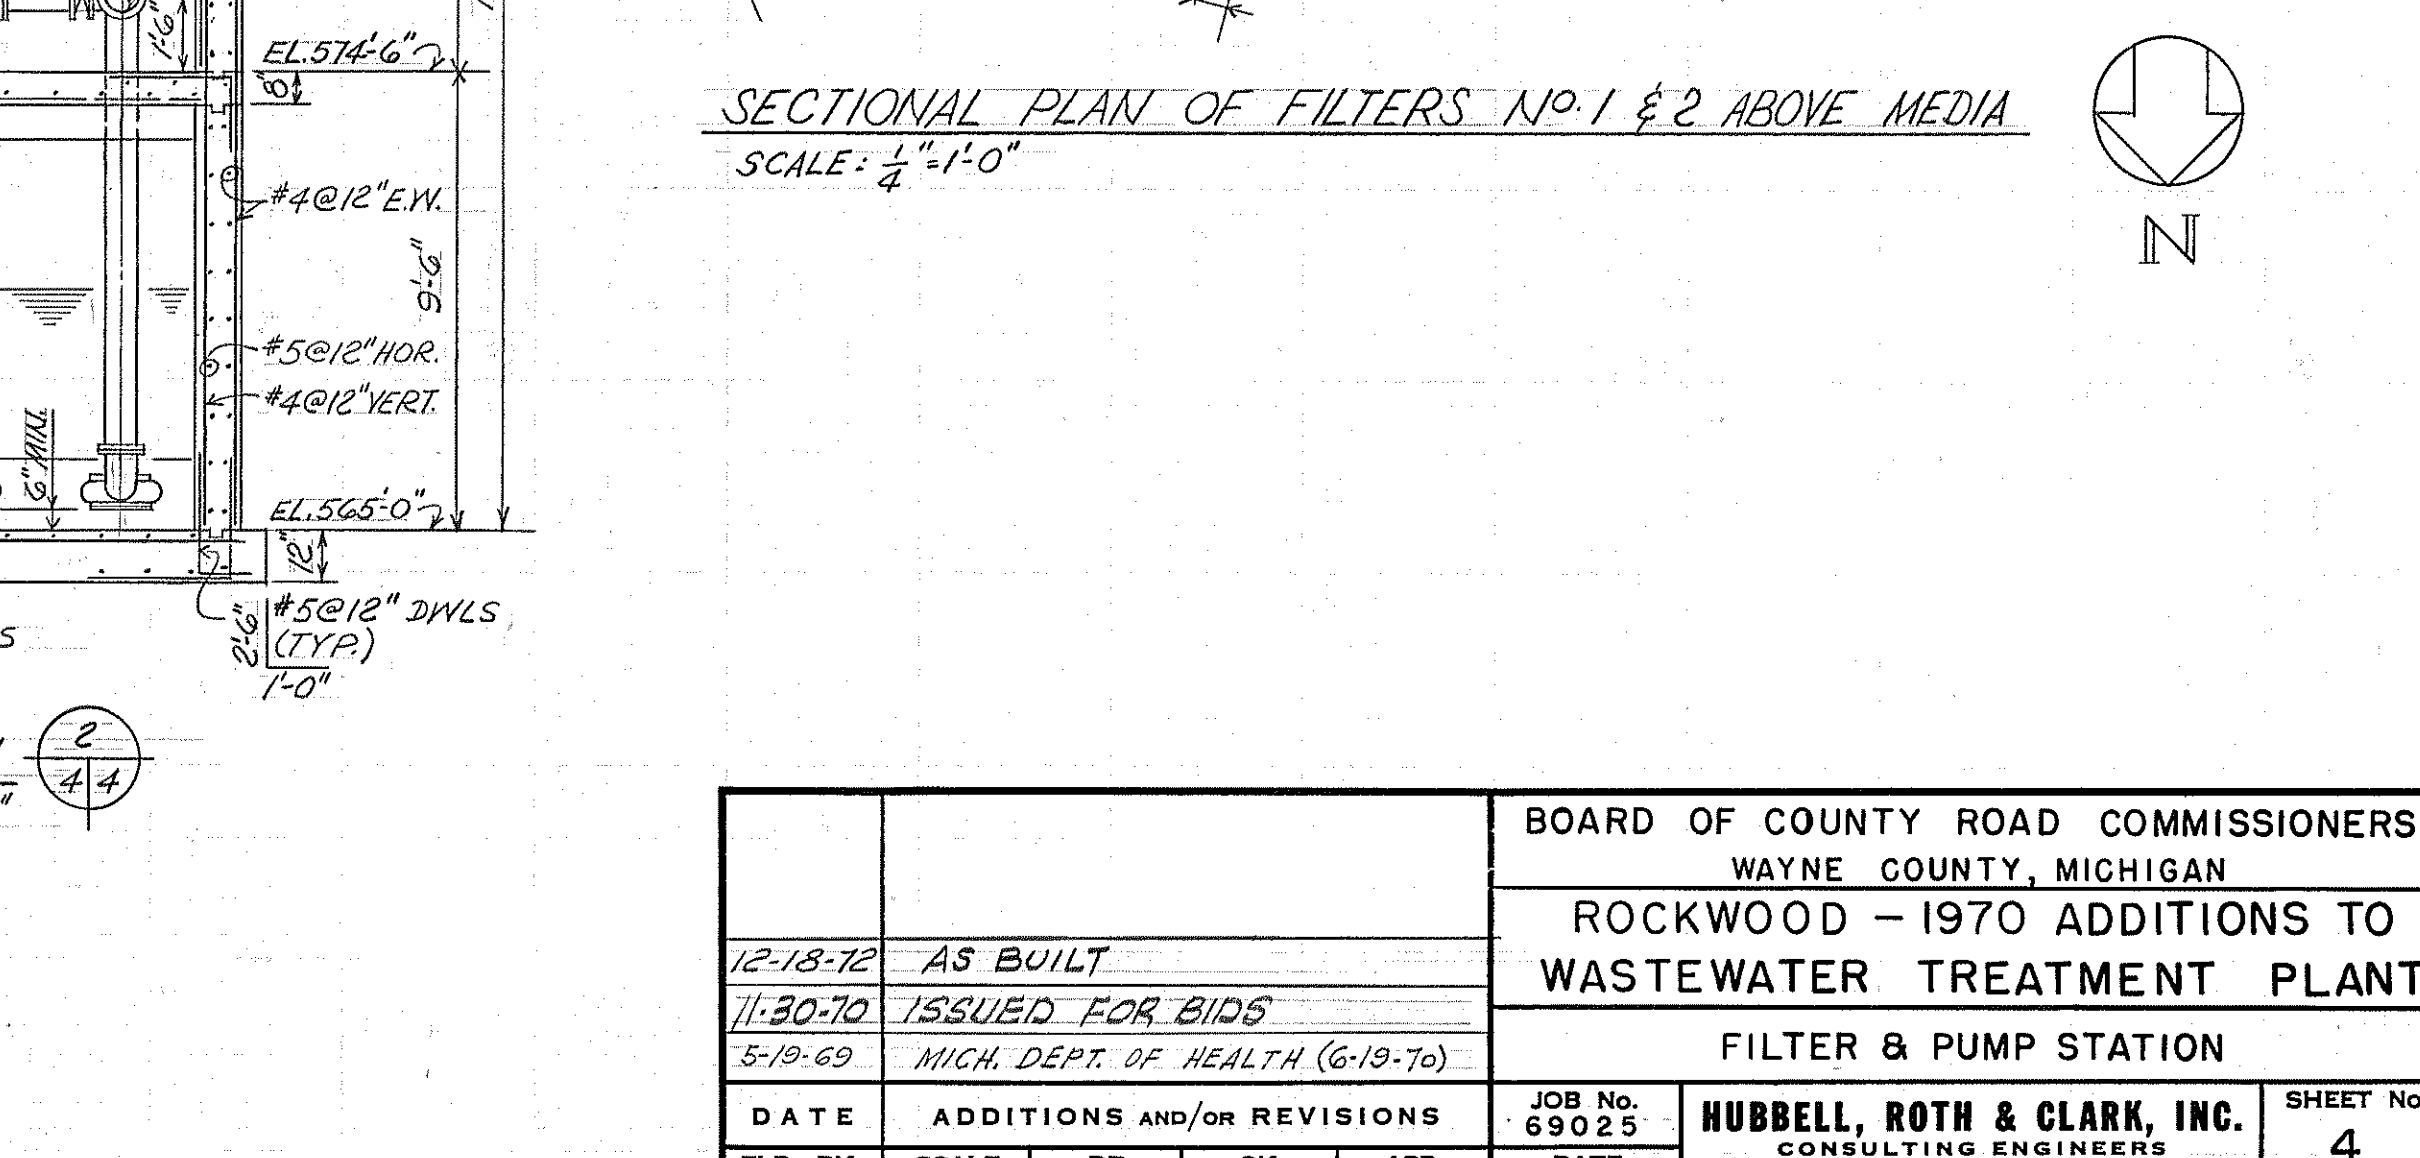 1'-6"
EL.574'-6"
8"
#4@12"E.W.
9'-6"
#5@12"HOR.
#4@12"VERT.
6" MIN.
EL.565'-0"
12"
#5@12" DWLS
(TYP.)
2'-6"
1'-0"
2
4 4
SECTIONAL PLAN OF FILTERS No. 1 & 2 ABOVE MEDIA
SCALE: 1/4"=1'-0"
N
12-18-72 AS BUILT
11-30-70 ISSUED FOR BIDS
5-19-69 MICH. DEPT. OF HEALTH (6-19-70)
DATE ADDITIONS AND/OR REVISIONS
BOARD OF COUNTY ROAD COMMISSIONERS
WAYNE COUNTY, MICHIGAN
ROCKWOOD – 1970 ADDITIONS TO
WASTEWATER TREATMENT PLANT
FILTER & PUMP STATION
JOB No.
69025
HUBBELL, ROTH & CLARK, INC.
CONSULTING ENGINEERS
SHEET No
4